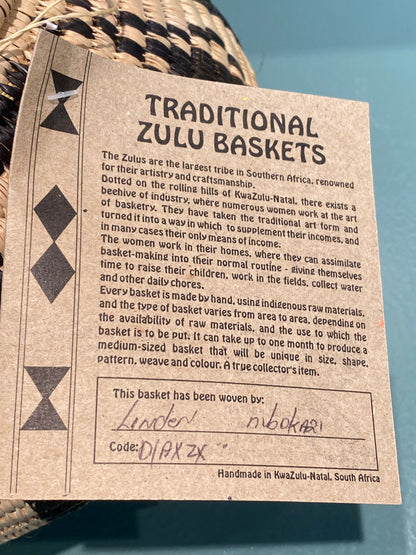 TRADITIONAL
ZULU BASKETS
The Zulus are the largest tribe in Southern Africa, renowned
for their artistry and craftsmanship.
Dotted on the rolling hills of KwaZulu-Natal, there exists a
beehive of industry, where numerous women work at the art
of basketry. They have taken the traditional art form and
turned it into a way in which to supplement their incomes, and
in many cases their only means of income.
The women work in their homes, where they can assimilate
basket-making into their normal routine - giving themselves
time to raise their children, work in the fields, collect water
and other daily chores.
Every basket is made by hand, using indigenous raw materials,
and the type of basket varies from area to area, depending on
the availability of raw materials, and the use to which the
basket is to be put. It can take up to one month to produce a
medium-sized basket that will be unique in size, shape,
pattern, weave and colour. A true collector's item.
This basket has been woven by:
Code:
Handmade in KwaZulu-Natal, South Africa